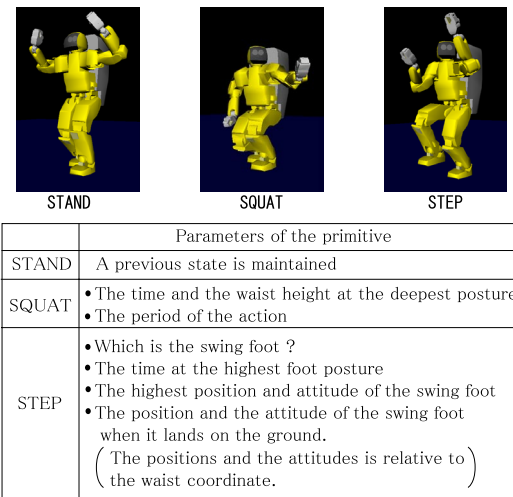 STAND SQUAT STEP
Parameters of the primitive
STAND A previous state is maintained
SQUAT
•The time and the waist height at the deepest posture
•The period of the action
STEP
•Which is the swing foot ?
•The time at the highest foot posture
•The highest position and attitude of the swing foot
•The position and the attitude of the swing foot
when it lands on the ground.
( The positions and the attitudes is relative to
the waist coordinate. )